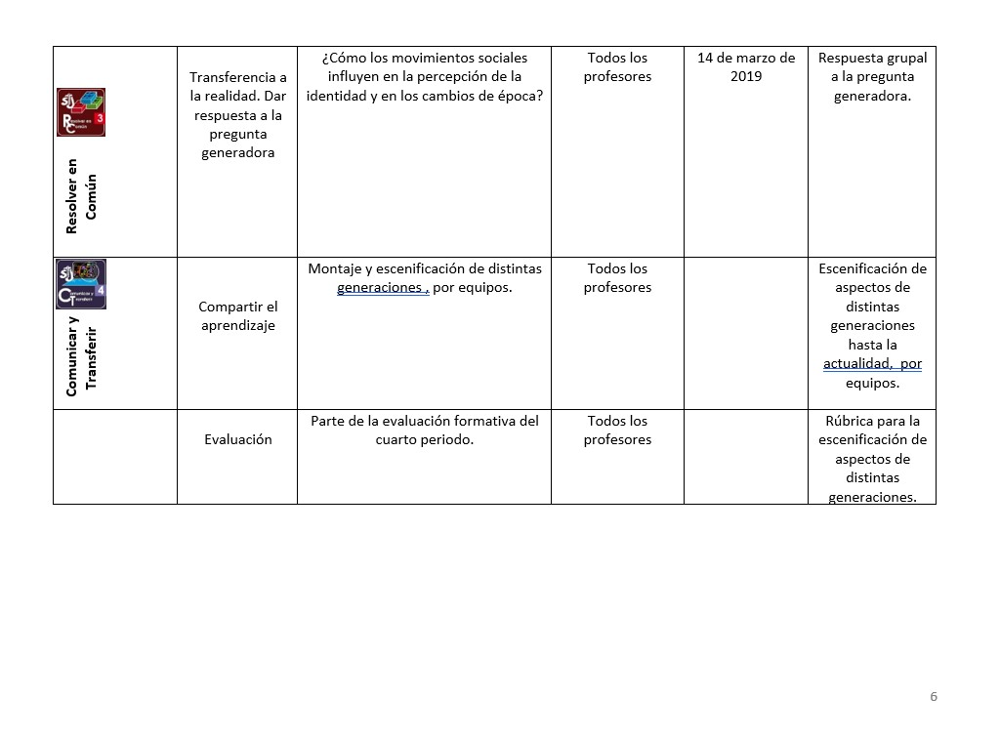 Resolver en
Común
3
Transferencia a
la realidad. Dar
respuesta a la
pregunta
generadora
¿Cómo los movimientos sociales
influyen en la percepción de la
identidad y en los cambios de época?
Todos los
profesores
14 de marzo de
2019
Respuesta grupal
a la pregunta
generadora.
4
Comunicar y
Transferir
Compartir el
aprendizaje
Montaje y escenificación de distintas
generaciones , por equipos.
Todos los
profesores
Escenificación de
aspectos de
distintas
generaciones
hasta la
actualidad,  por
equipos.
Evaluación
Parte de la evaluación formativa del
cuarto periodo.
Todos los
profesores
Rúbrica para la
escenificación de
aspectos de
distintas
generaciones.
6